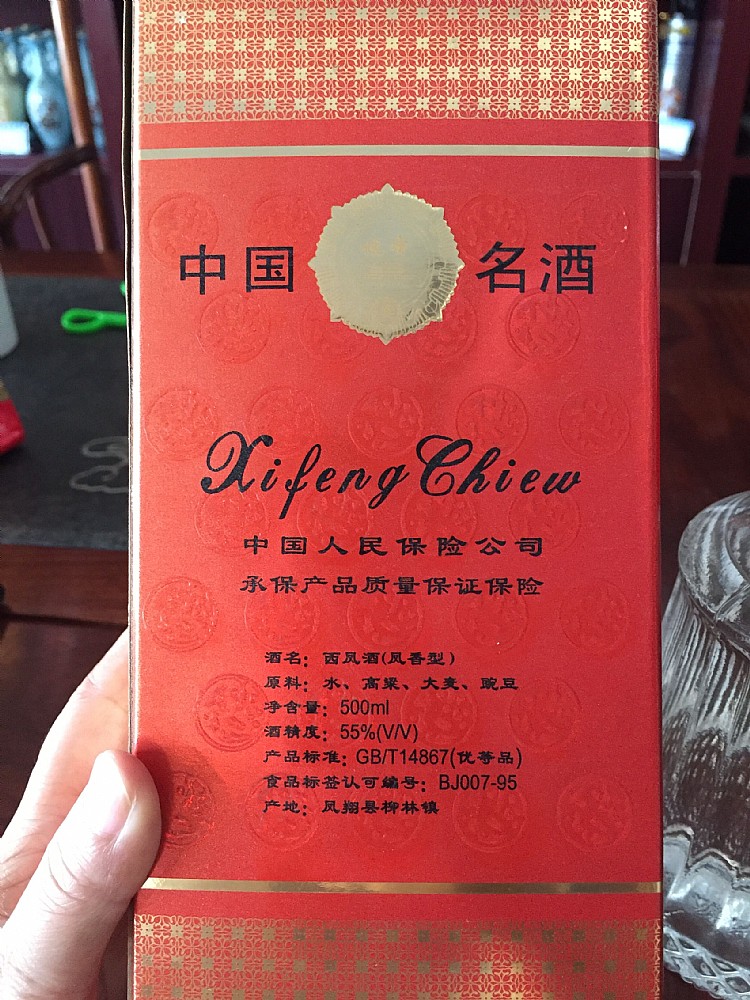 中国 名酒
Xifeng Chiew
中国人民保险公司
承保产品质量保证保险
酒名：西凤酒(凤香型)
原料：水、高粱、大麦、豌豆
净含量：500ml
酒精度：55%(V/V)
产品标准：GB/T14867(优等品)
食品标签认可编号：BJ007-95
产地：凤翔县柳林镇